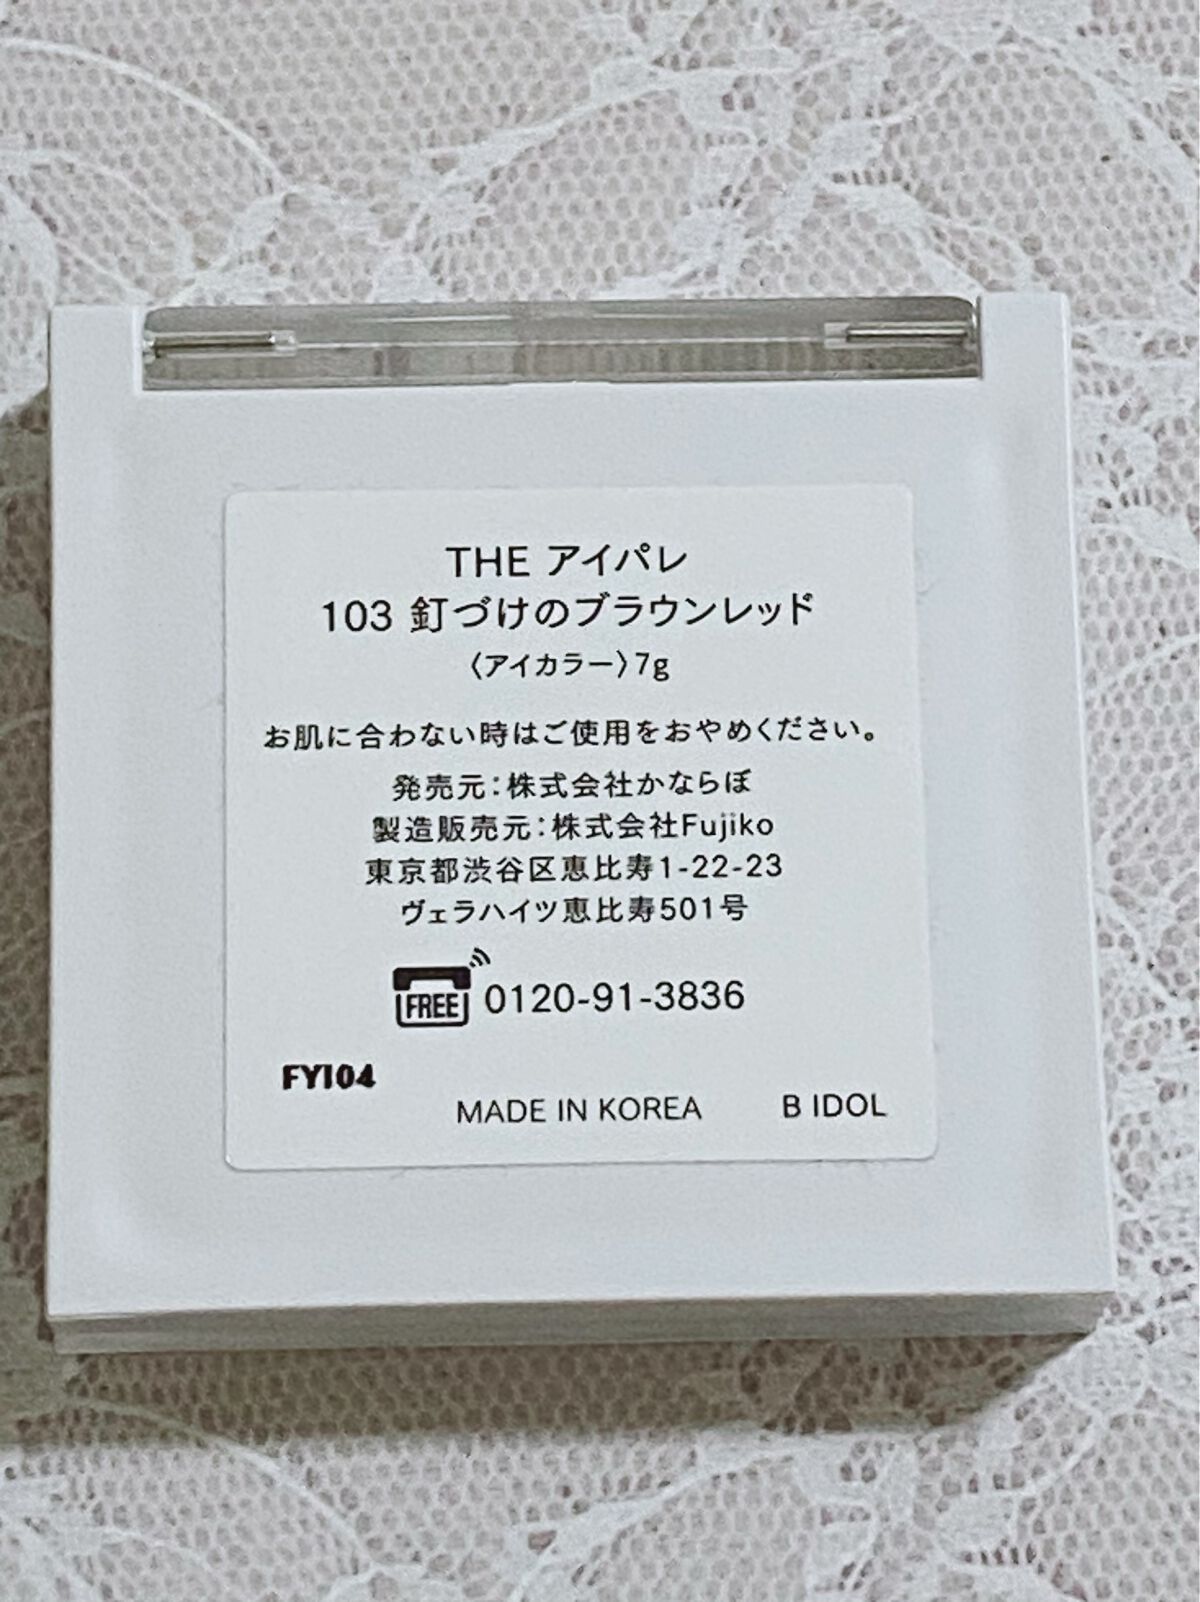 THE アイパレ
103 釘づけのブラウンレッド
〈アイカラー〉7g
お肌に合わない時はご使用をおやめください。
発売元：株式会社かならぼ
製造販売元：株式会社Fujiko
東京都渋谷区恵比寿1-22-23
ヴェラハイツ恵比寿501号
FREE 0120-91-3836
FYI04
MADE IN KOREA B IDOL